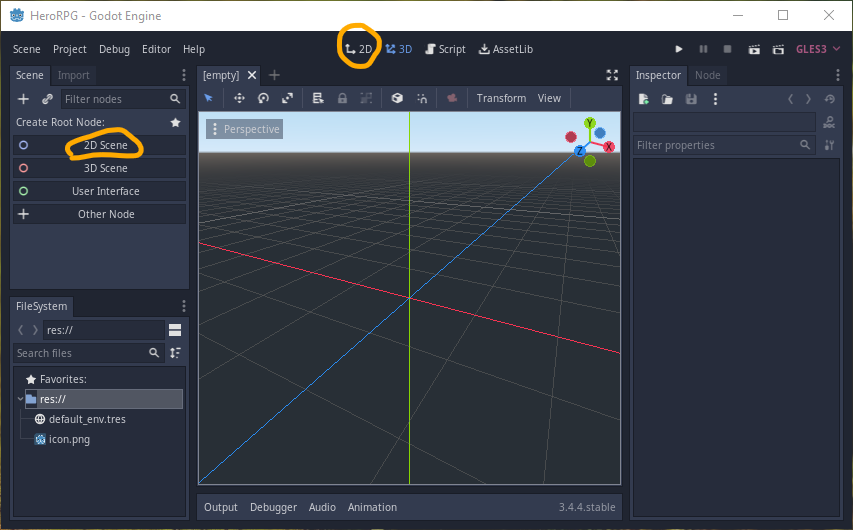 HeroRPG - Godot Engine
Scene Project Debug Editor Help 2D 3D Script AssetLib GLES3
Scene Import [empty] Inspector Node
Filter nodes Transform View
Create Root Node: Perspective Y X Z
2D Scene Filter properties
3D Scene
User Interface
Other Node
FileSystem
res://
Search files
Favorites:
res://
default_env.tres
icon.png
Output Debugger Audio Animation 3.4.4.stable